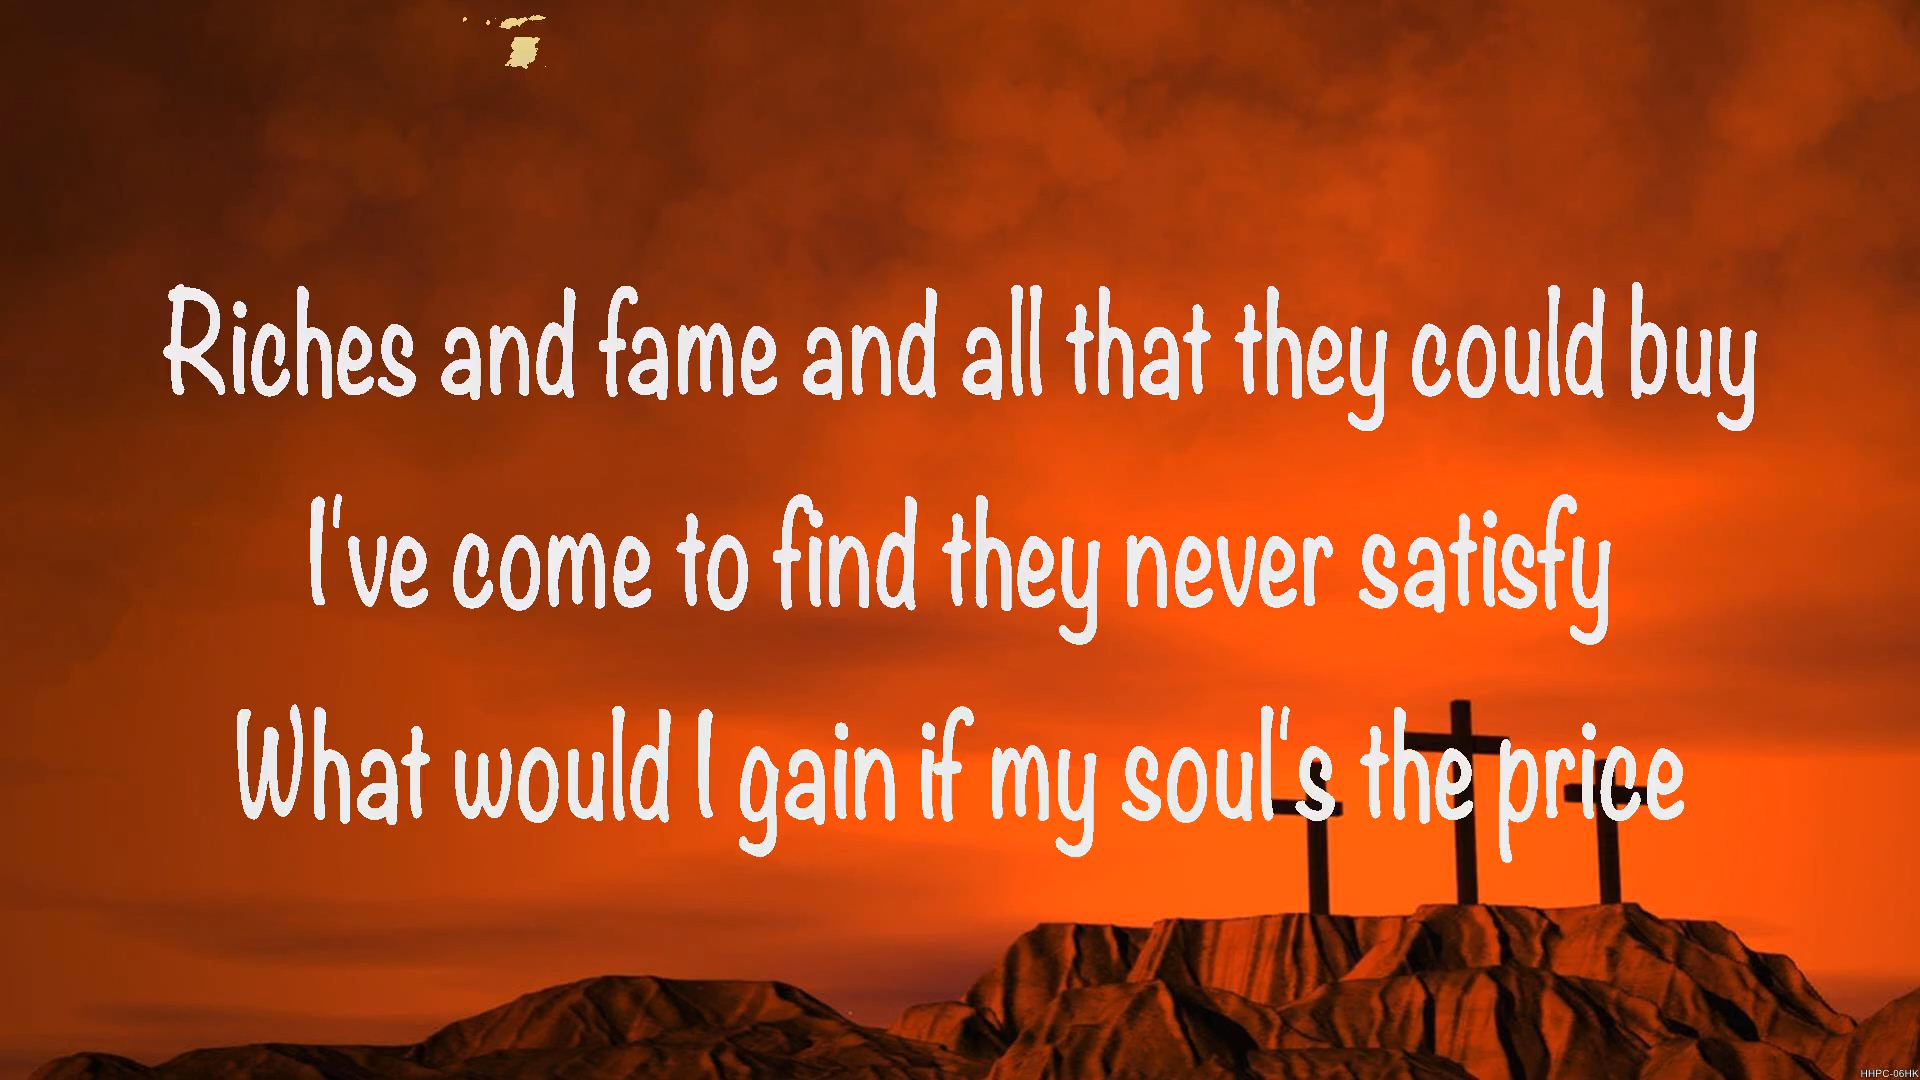 Riches and fame and all that they could buy
I've come to find they never satisfy
What would I gain if my soul's the price
HHPC-06HK